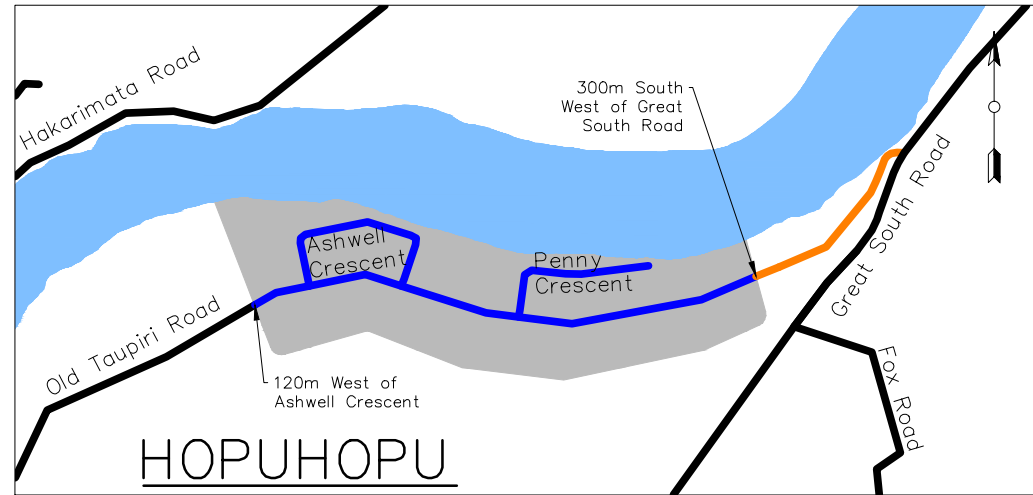 Hakarimata Road
300m South
West of Great
South Road
Great South Road
Ashwell
Crescent
Penny
Crescent
Old Taupiri Road
120m West of
Ashwell Crescent
Fox Road
HOPUHOPU